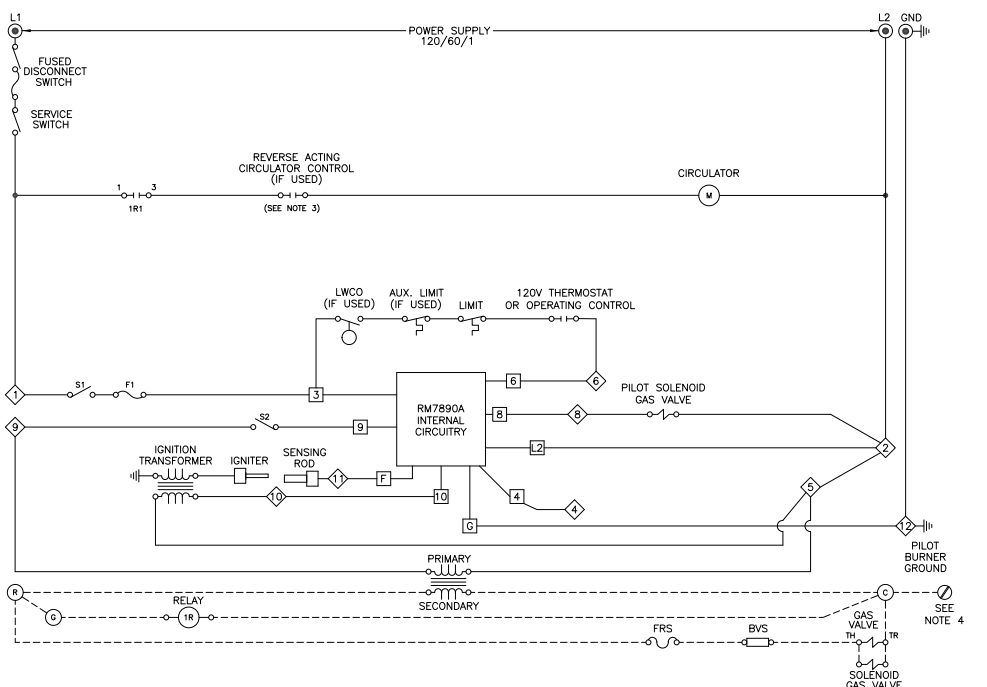 L1
L2 GND
POWER SUPPLY
120/60/1
FUSED
DISCONNECT
SWITCH
SERVICE
SWITCH
REVERSE ACTING
CIRCULATOR CONTROL
(IF USED)
CIRCULATOR
1 3
1R1
(SEE NOTE 3)
M
LWCO
(IF USED)
AUX. LIMIT
(IF USED)
LIMIT
120V THERMOSTAT
OR OPERATING CONTROL
1
S1
F1
3
RM7890A
INTERNAL
CIRCUITRY
6
6
PILOT SOLENOID
GAS VALVE
8
8
9
S2
9
L2
2
IGNITION
TRANSFORMER
IGNITER
SENSING
ROD
11
F
10
10
4
4
5
G
12
PILOT
BURNER
GROUND
PRIMARY
SECONDARY
R
C
SEE
NOTE 4
G
RELAY
1R
FRS
BVS
GAS
VALVE
TH TR
SOLENOID
GAS VALVE